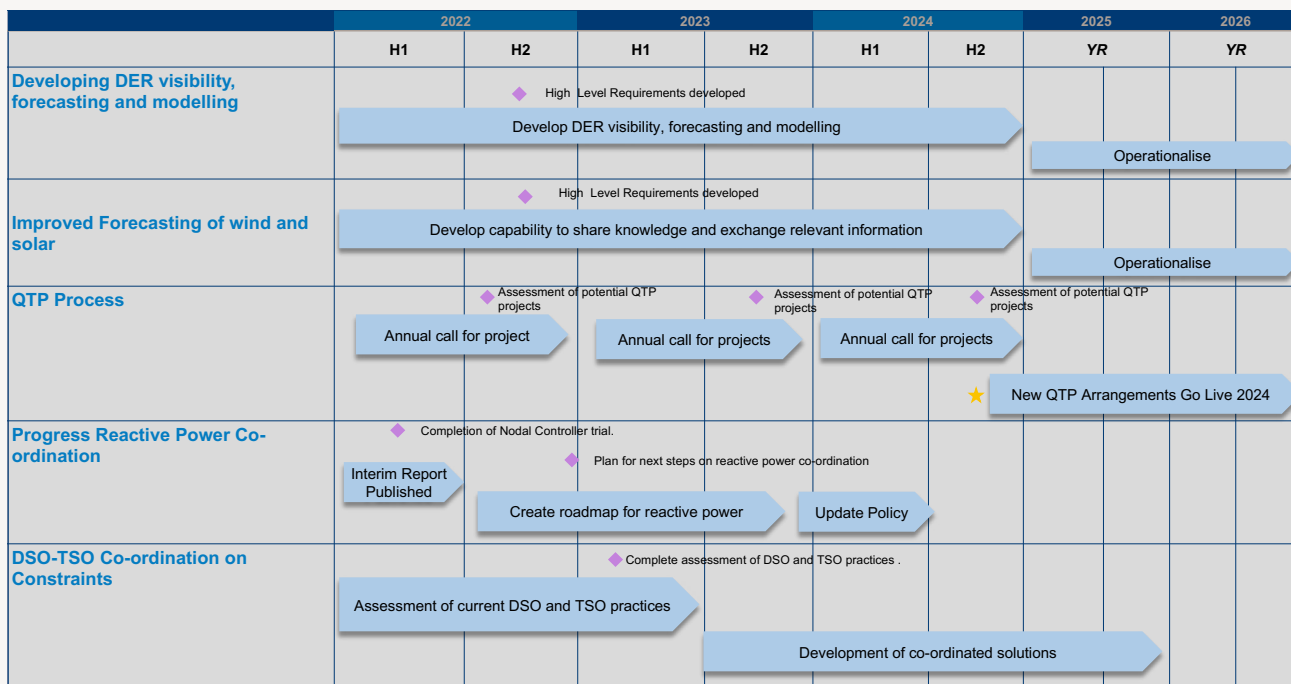 2022 2023 2024 2025 2026
H1 H2 H1 H2 H1 H2 YR YR
Developing DER visibility,
forecasting and modelling
High Level Requirements developed
Develop DER visibility, forecasting and modelling
Operationalise
Improved Forecasting of wind and
solar
High Level Requirements developed
Develop capability to share knowledge and exchange relevant information
Operationalise
QTP Process
Assessment of potential QTP
projects
Assessment of potential QTP
projects
Assessment of potential QTP
projects
Annual call for project
Annual call for projects
Annual call for projects
New QTP Arrangements Go Live 2024
Progress Reactive Power Co-
ordination
Completion of Nodal Controller trial.
Plan for next steps on reactive power co-ordination
Interim Report
Published
Create roadmap for reactive power
Update Policy
DSO-TSO Co-ordination on
Constraints
Complete assessment of DSO and TSO practices .
Assessment of current DSO and TSO practices
Development of co-ordinated solutions